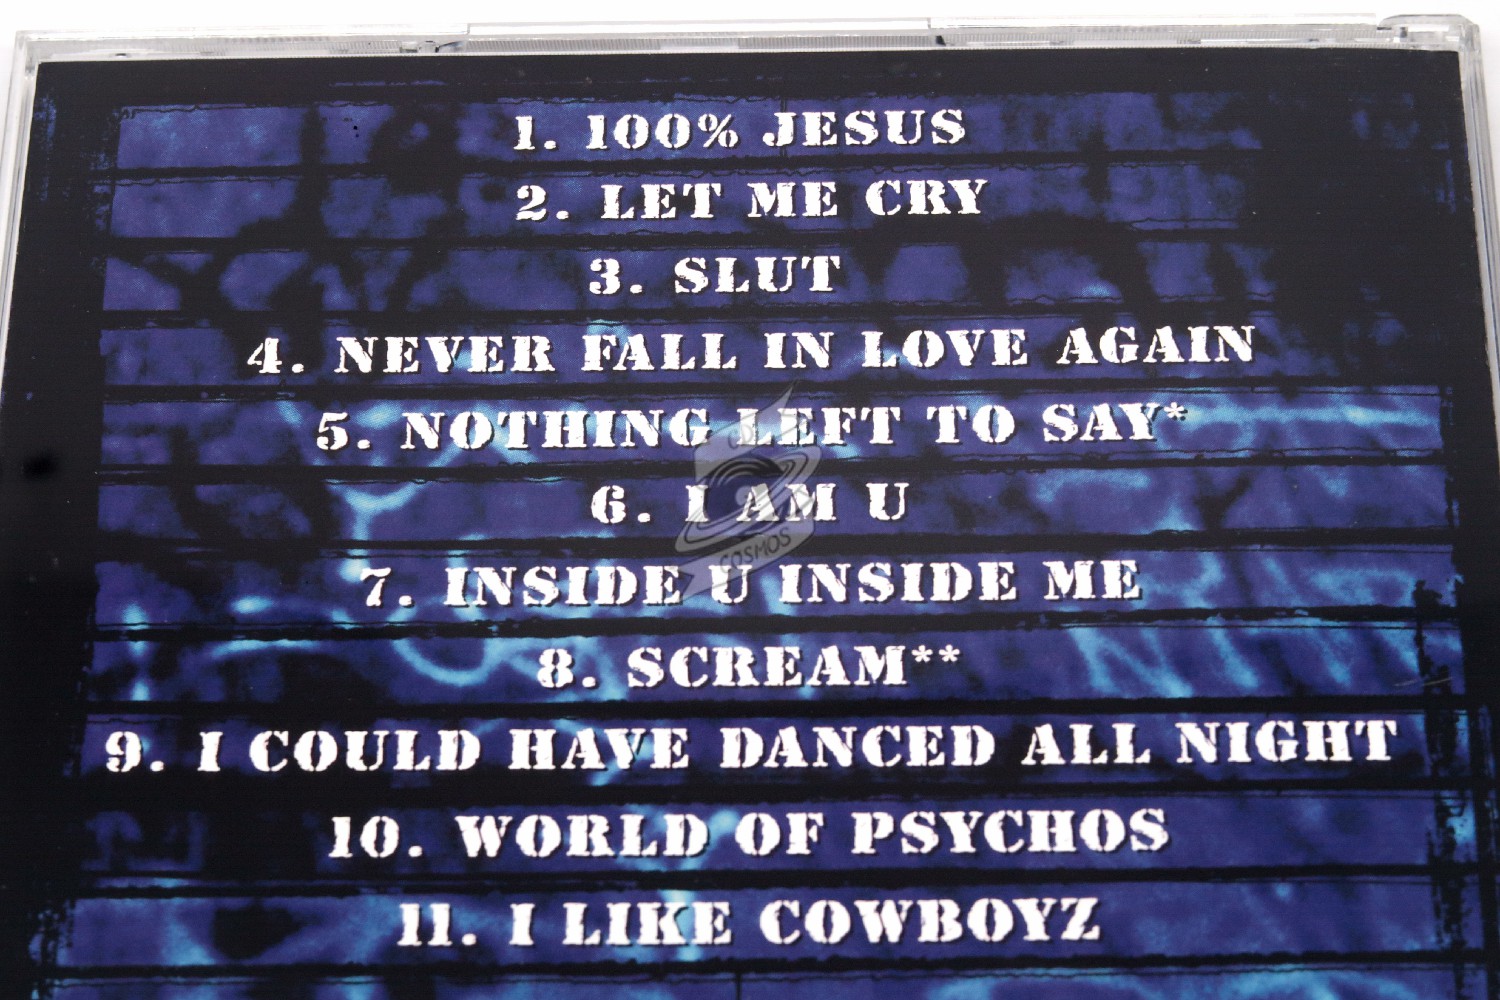 1. 100% JESUS
2. LET ME CRY
3. SLUT
4. NEVER FALL IN LOVE AGAIN
5. NOTHING LEFT TO SAY*
6. I AM U
COSMOS
7. INSIDE U INSIDE ME
8. SCREAM**
9. I COULD HAVE DANCED ALL NIGHT
10. WORLD OF PSYCHOS
11. I LIKE COWBOYZ